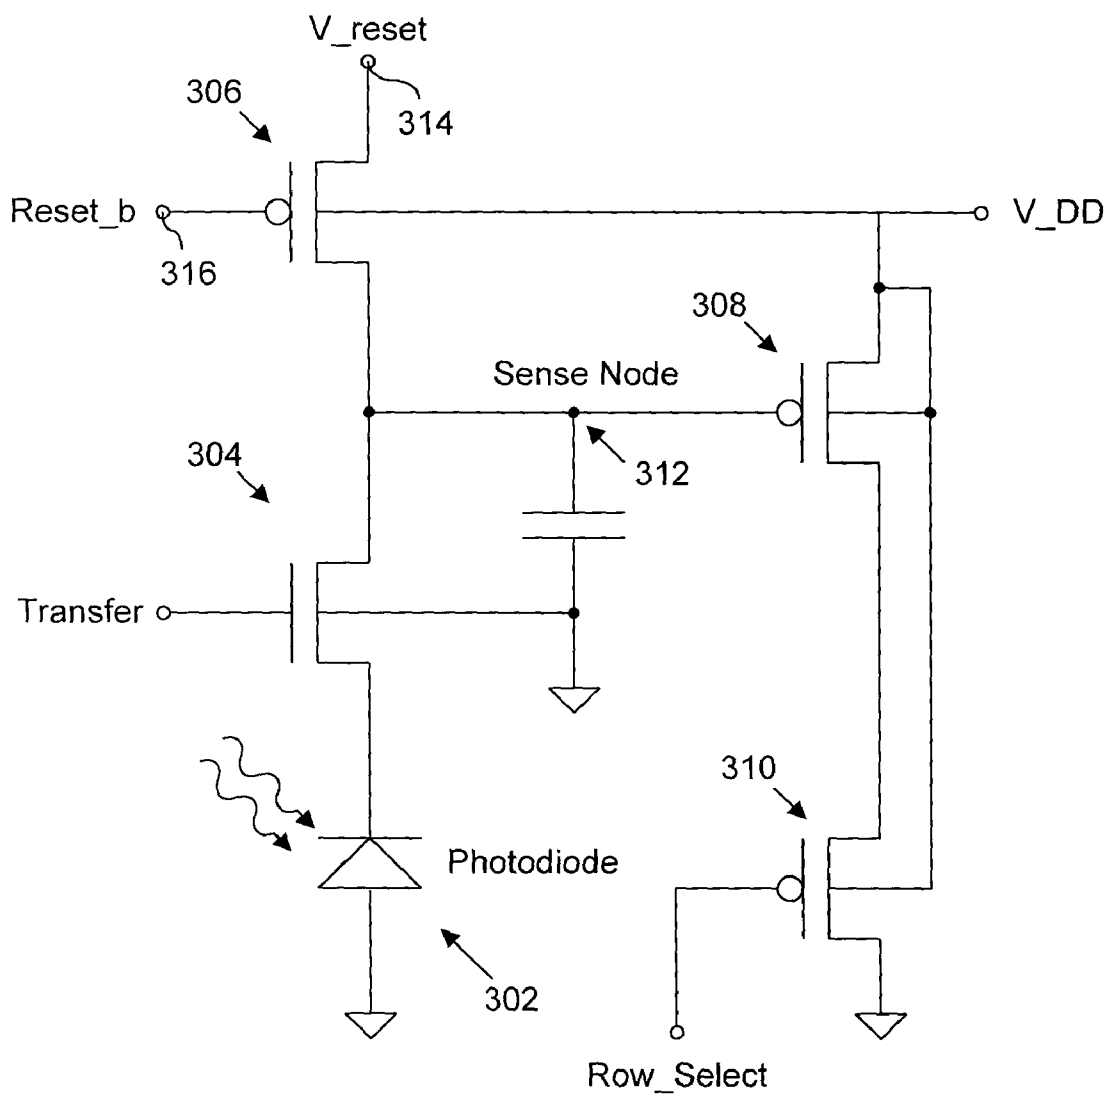 V_reset
306
314
Reset_b
V_DD
316
308
Sense Node
304
312
Transfer
310
Photodiode
302
Row_Select